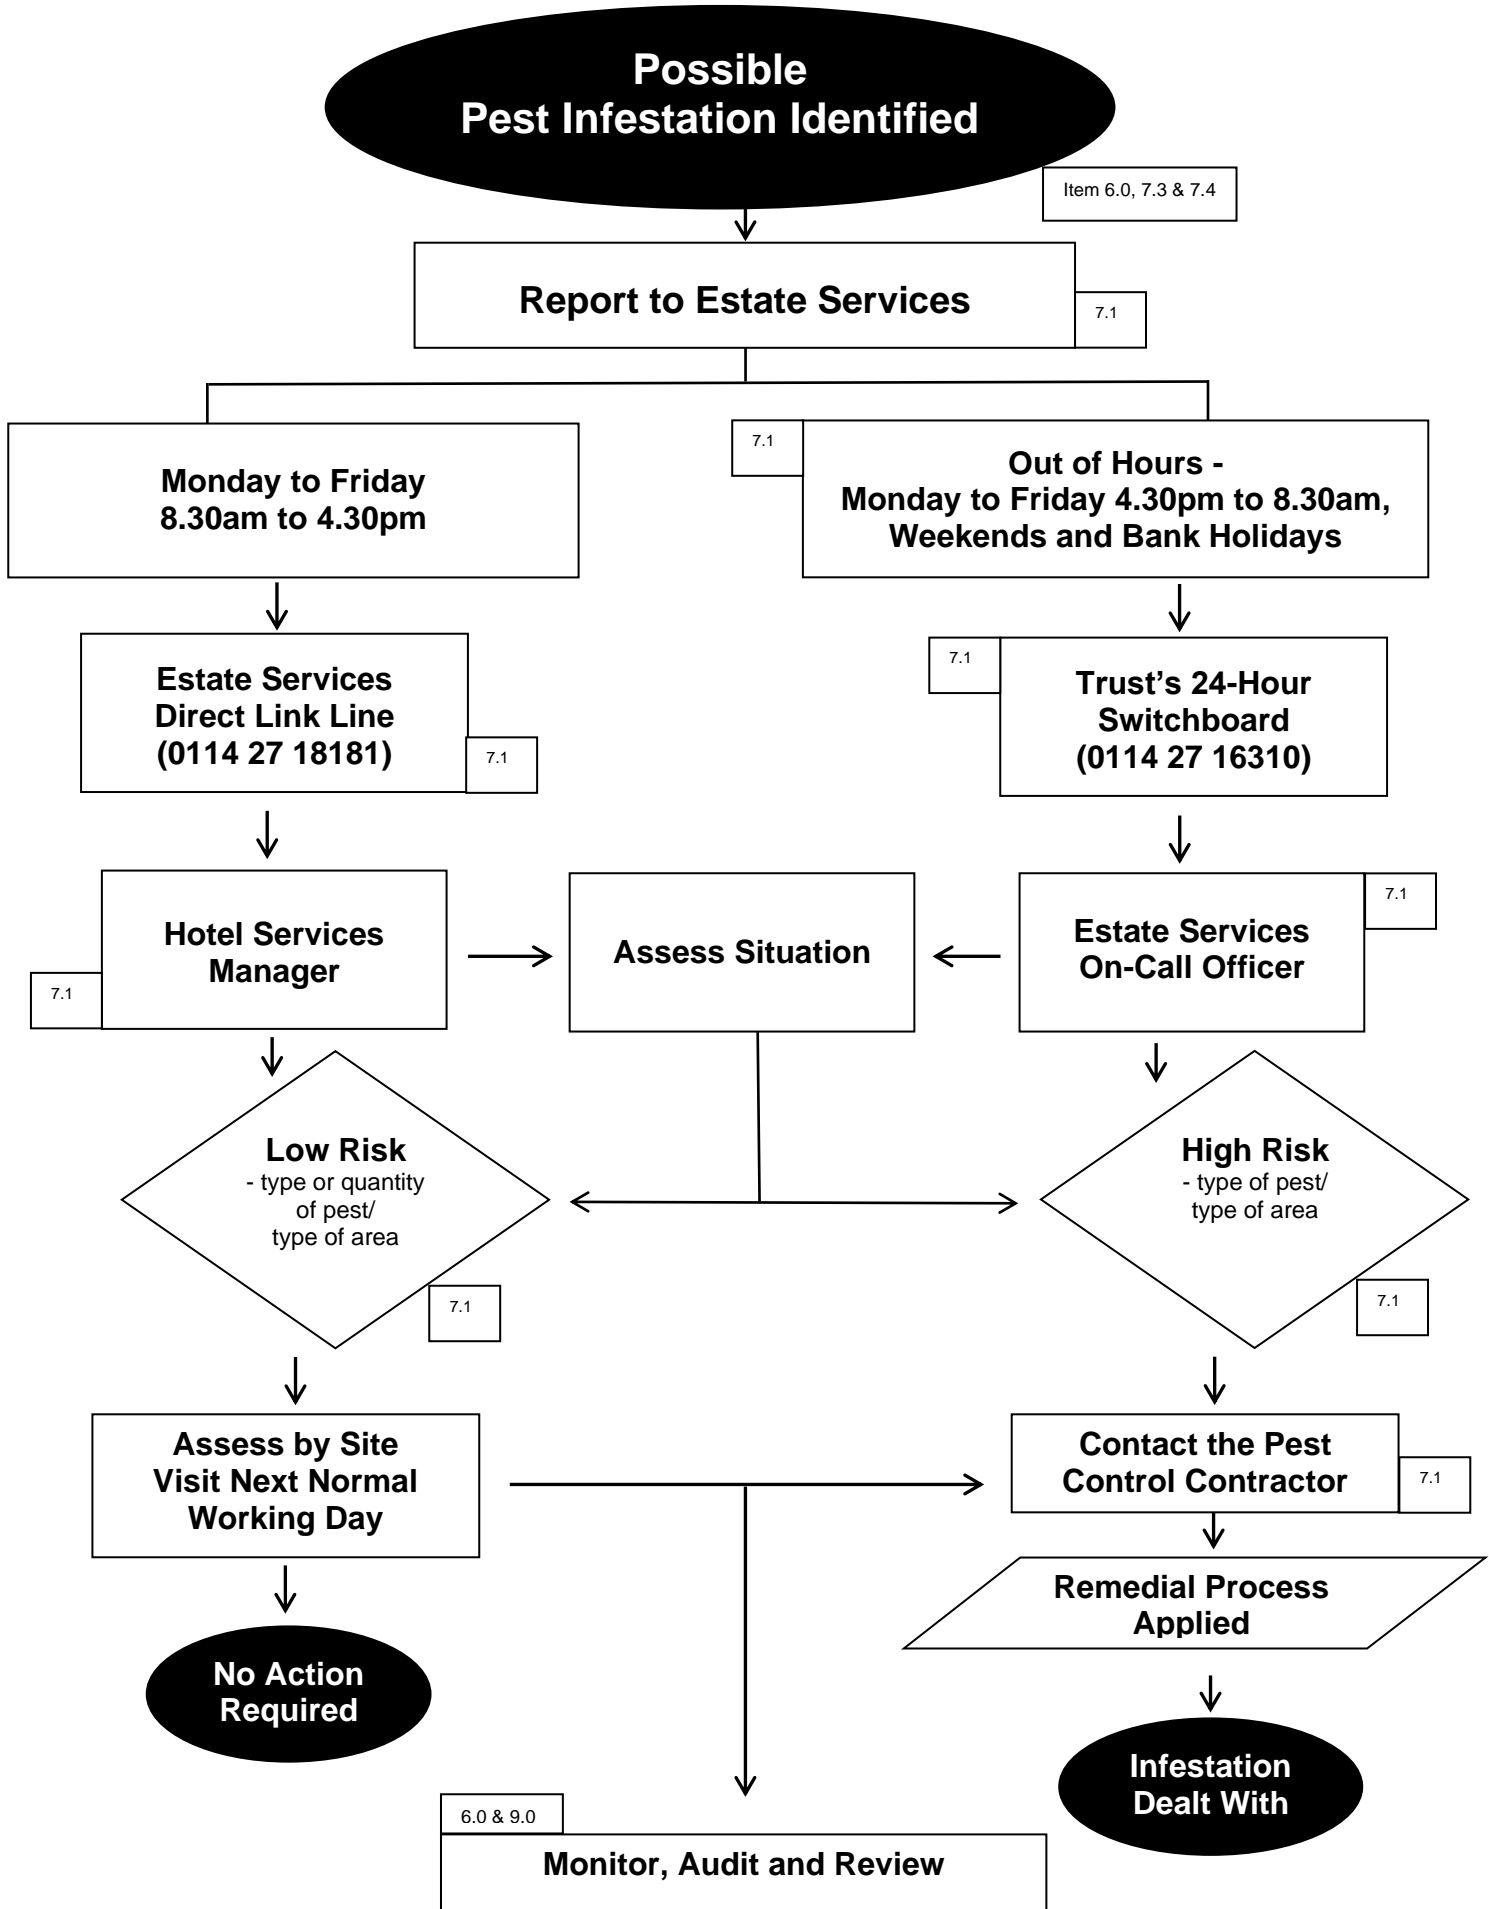 Possible
Pest Infestation Identified
Item 6.0, 7.3 & 7.4
Report to Estate Services
7.1
Monday to Friday
8.30am to 4.30pm
7.1
Out of Hours -
Monday to Friday 4.30pm to 8.30am,
Weekends and Bank Holidays
Estate Services
Direct Link Line
(0114 27 18181)
7.1
7.1
Trust’s 24-Hour
Switchboard
(0114 27 16310)
Hotel Services
Manager
7.1
Assess Situation
Estate Services
On-Call Officer
7.1
Low Risk
- type or quantity
of pest/
type of area
7.1
High Risk
- type of pest/
type of area
7.1
Assess by Site
Visit Next Normal
Working Day
Contact the Pest
Control Contractor
7.1
Remedial Process
Applied
No Action
Required
Infestation
Dealt With
6.0 & 9.0
Monitor, Audit and Review